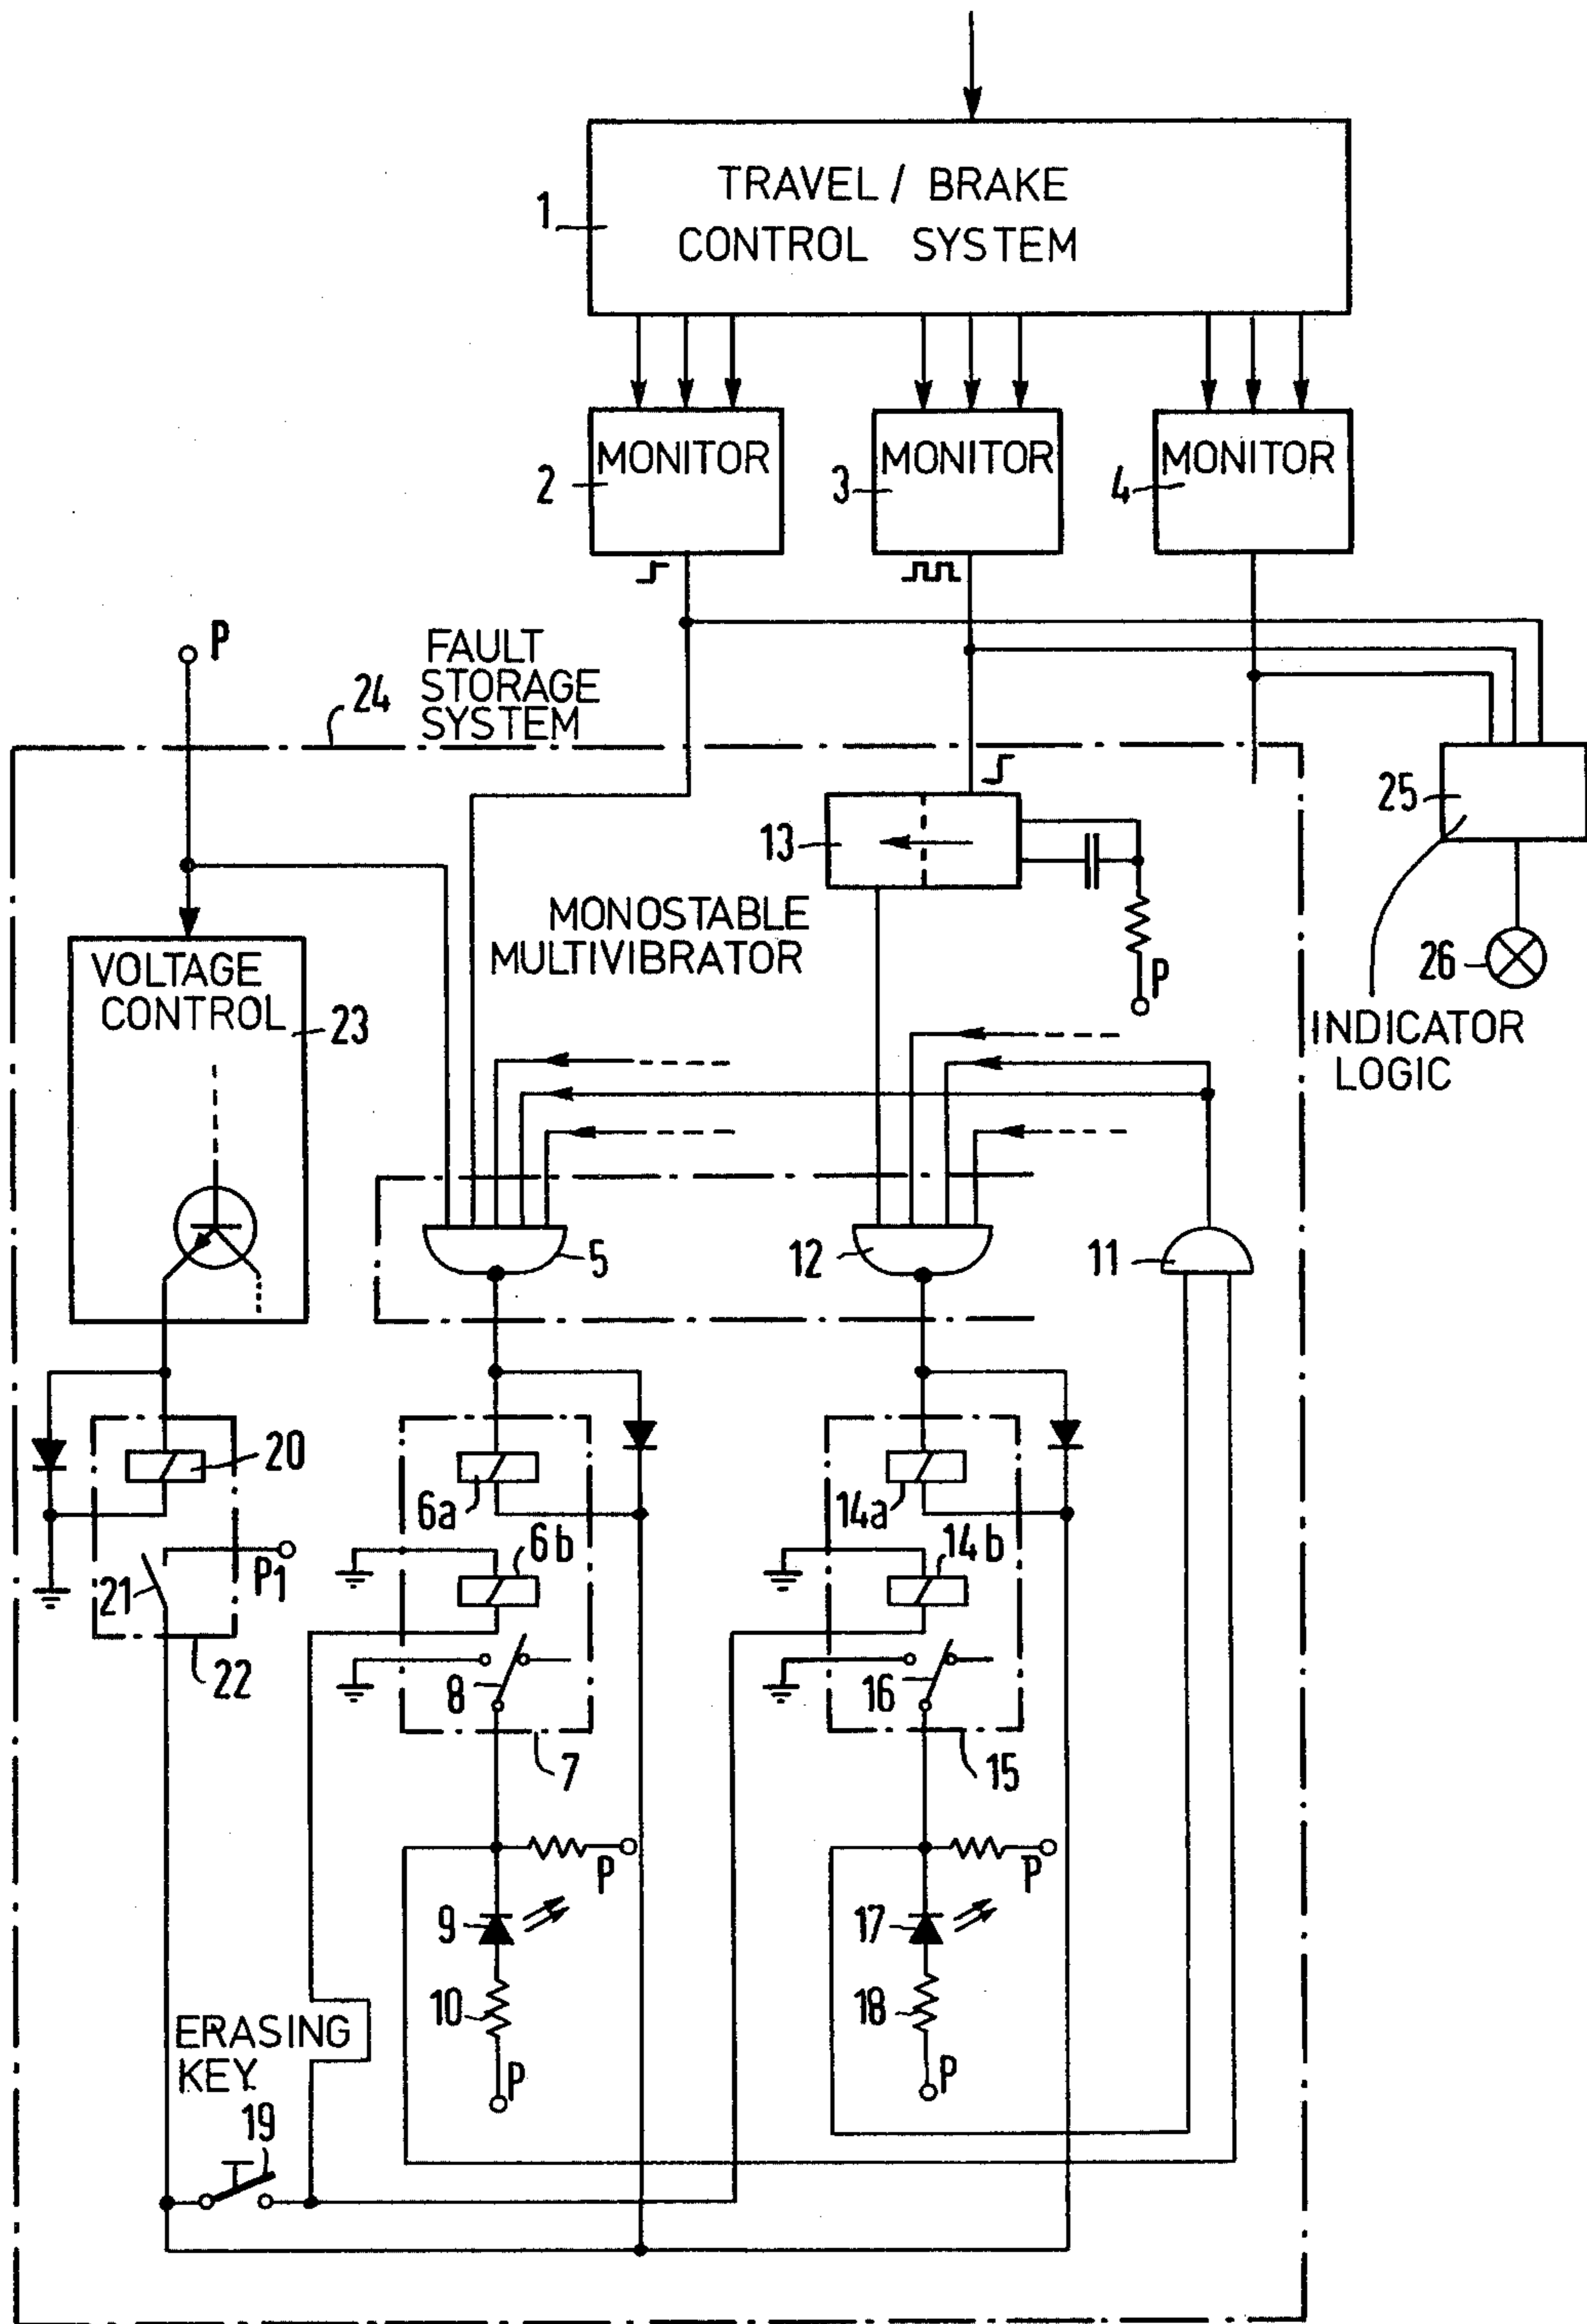 TRAVEL / BRAKE
CONTROL SYSTEM
1
MONITOR
2
MONITOR
3
MONITOR
4
P
FAULT
STORAGE
SYSTEM
24
25
13
MONOSTABLE
MULTIVIBRATOR
P
26
VOLTAGE
CONTROL
23
INDICATOR
LOGIC
5
12
11
20
6a
14a
6b
14b
P1
21
22
8
16
7
15
P
P
9
17
10
18
ERASING
KEY.
P
P
19